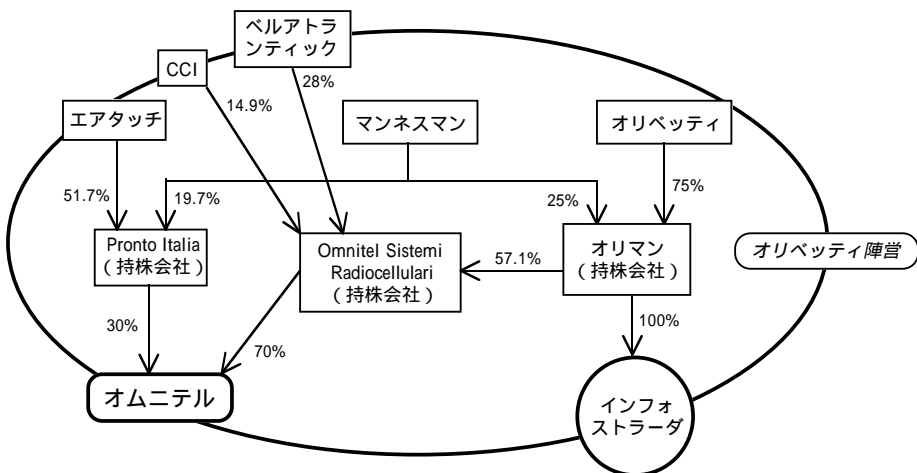 ベルアトラ
ンティック
CCI
28%
14.9%
エアタッチ
マンネスマン
オリベッティ
51.7%
19.7%
25%
75%
Pronto Italia
(持株会社)
Omnitel Sistemi
Radiocellulari
(持株会社)
57.1%
オリマン
(持株会社)
オリベッティ陣営
30%
70%
100%
オムニテル
インフォ
ストラーダ